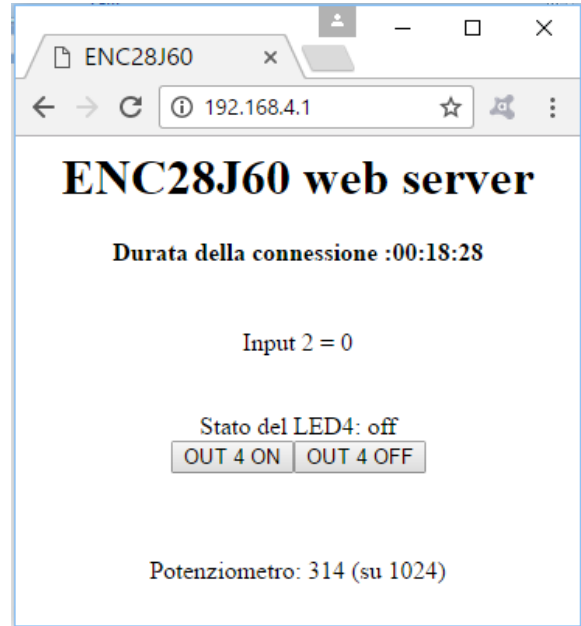 ENC28J60
192.168.4.1
ENC28J60 web server
Durata della connessione :00:18:28
Input 2 = 0
Stato del LED4: off
OUT 4 ON OUT 4 OFF
Potenziometro: 314 (su 1024)